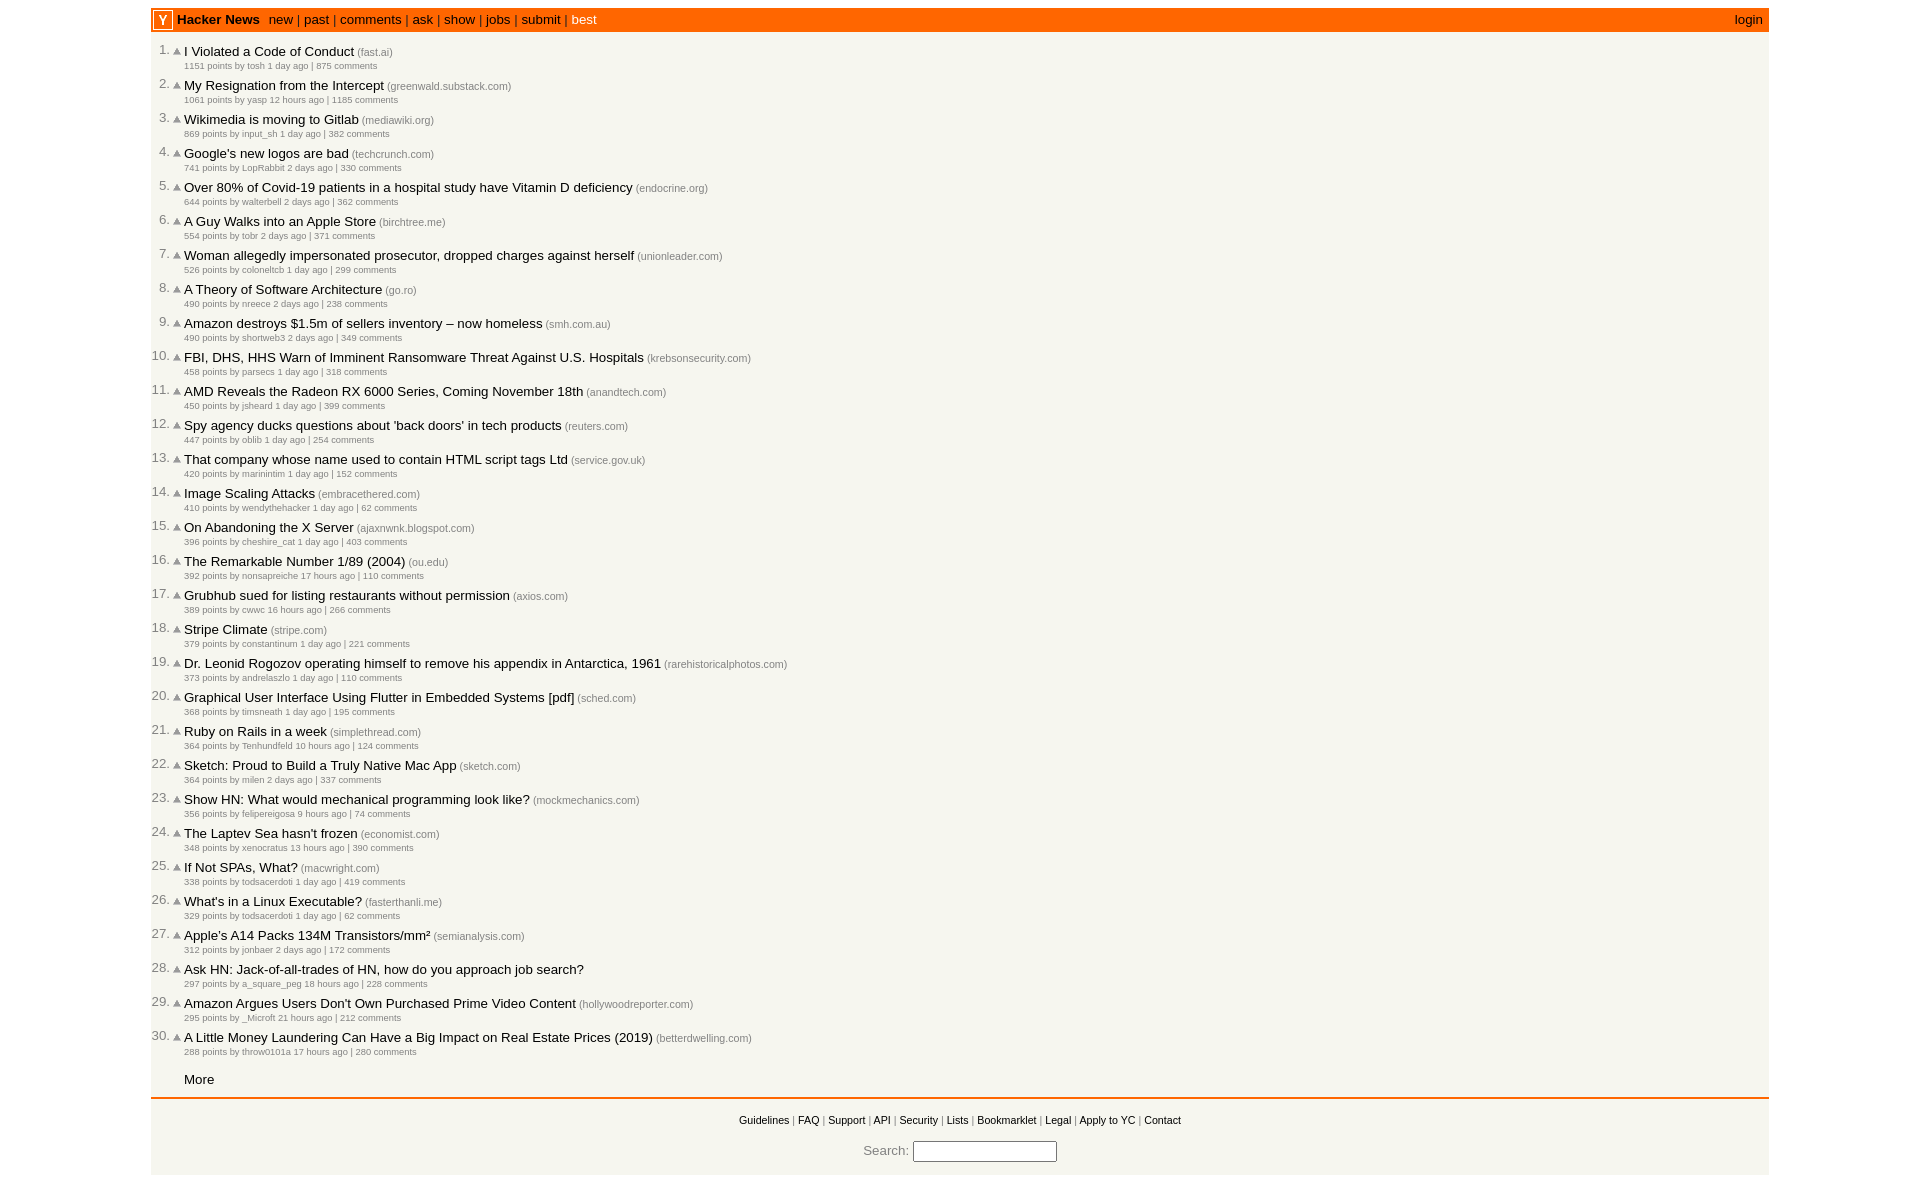 Y Hacker News new | past | comments | ask | show | jobs | submit | best login
1. I Violated a Code of Conduct (fast.ai)
1151 points by tosh 1 day ago | 875 comments
2. My Resignation from the Intercept (greenwald.substack.com)
1061 points by yasp 12 hours ago | 1185 comments
3. Wikimedia is moving to Gitlab (mediawiki.org)
869 points by input_sh 1 day ago | 382 comments
4. Google's new logos are bad (techcrunch.com)
741 points by LopRabbit 2 days ago | 330 comments
5. Over 80% of Covid-19 patients in a hospital study have Vitamin D deficiency (endocrine.org)
644 points by walterbell 2 days ago | 362 comments
6. A Guy Walks into an Apple Store (birchtree.me)
554 points by tobr 2 days ago | 371 comments
7. Woman allegedly impersonated prosecutor, dropped charges against herself (unionleader.com)
526 points by coloneltcb 1 day ago | 299 comments
8. A Theory of Software Architecture (go.ro)
490 points by nreece 2 days ago | 238 comments
9. Amazon destroys $1.5m of sellers inventory – now homeless (smh.com.au)
490 points by shortweb3 2 days ago | 349 comments
10. FBI, DHS, HHS Warn of Imminent Ransomware Threat Against U.S. Hospitals (krebsonsecurity.com)
458 points by parsecs 1 day ago | 318 comments
11. AMD Reveals the Radeon RX 6000 Series, Coming November 18th (anandtech.com)
450 points by jsheard 1 day ago | 399 comments
12. Spy agency ducks questions about 'back doors' in tech products (reuters.com)
447 points by oblib 1 day ago | 254 comments
13. That company whose name used to contain HTML script tags Ltd (service.gov.uk)
420 points by marinintim 1 day ago | 152 comments
14. Image Scaling Attacks (embracethered.com)
410 points by wendythehacker 1 day ago | 62 comments
15. On Abandoning the X Server (ajaxnwnk.blogspot.com)
396 points by cheshire_cat 1 day ago | 403 comments
16. The Remarkable Number 1/89 (2004) (ou.edu)
392 points by nonsapreiche 17 hours ago | 110 comments
17. Grubhub sued for listing restaurants without permission (axios.com)
389 points by cwwc 16 hours ago | 266 comments
18. Stripe Climate (stripe.com)
379 points by constantinum 1 day ago | 221 comments
19. Dr. Leonid Rogozov operating himself to remove his appendix in Antarctica, 1961 (rarehistoricalphotos.com)
373 points by andrelaszlo 1 day ago | 110 comments
20. Graphical User Interface Using Flutter in Embedded Systems [pdf] (sched.com)
368 points by timsneath 1 day ago | 195 comments
21. Ruby on Rails in a week (simplethread.com)
364 points by Tenhundfeld 10 hours ago | 124 comments
22. Sketch: Proud to Build a Truly Native Mac App (sketch.com)
364 points by milen 2 days ago | 337 comments
23. Show HN: What would mechanical programming look like? (mockmechanics.com)
356 points by felipereigosa 9 hours ago | 74 comments
24. The Laptev Sea hasn't frozen (economist.com)
348 points by xenocratus 13 hours ago | 390 comments
25. If Not SPAs, What? (macwright.com)
338 points by todsacerdoti 1 day ago | 419 comments
26. What's in a Linux Executable? (fasterthanli.me)
329 points by todsacerdoti 1 day ago | 62 comments
27. Apple’s A14 Packs 134M Transistors/mm² (semianalysis.com)
312 points by jonbaer 2 days ago | 172 comments
28. Ask HN: Jack-of-all-trades of HN, how do you approach job search?
297 points by a_square_peg 18 hours ago | 228 comments
29. Amazon Argues Users Don't Own Purchased Prime Video Content (hollywoodreporter.com)
295 points by _Microft 21 hours ago | 212 comments
30. A Little Money Laundering Can Have a Big Impact on Real Estate Prices (2019) (betterdwelling.com)
288 points by throw0101a 17 hours ago | 280 comments
More
Guidelines | FAQ | Support | API | Security | Lists | Bookmarklet | Legal | Apply to YC | Contact
Search: